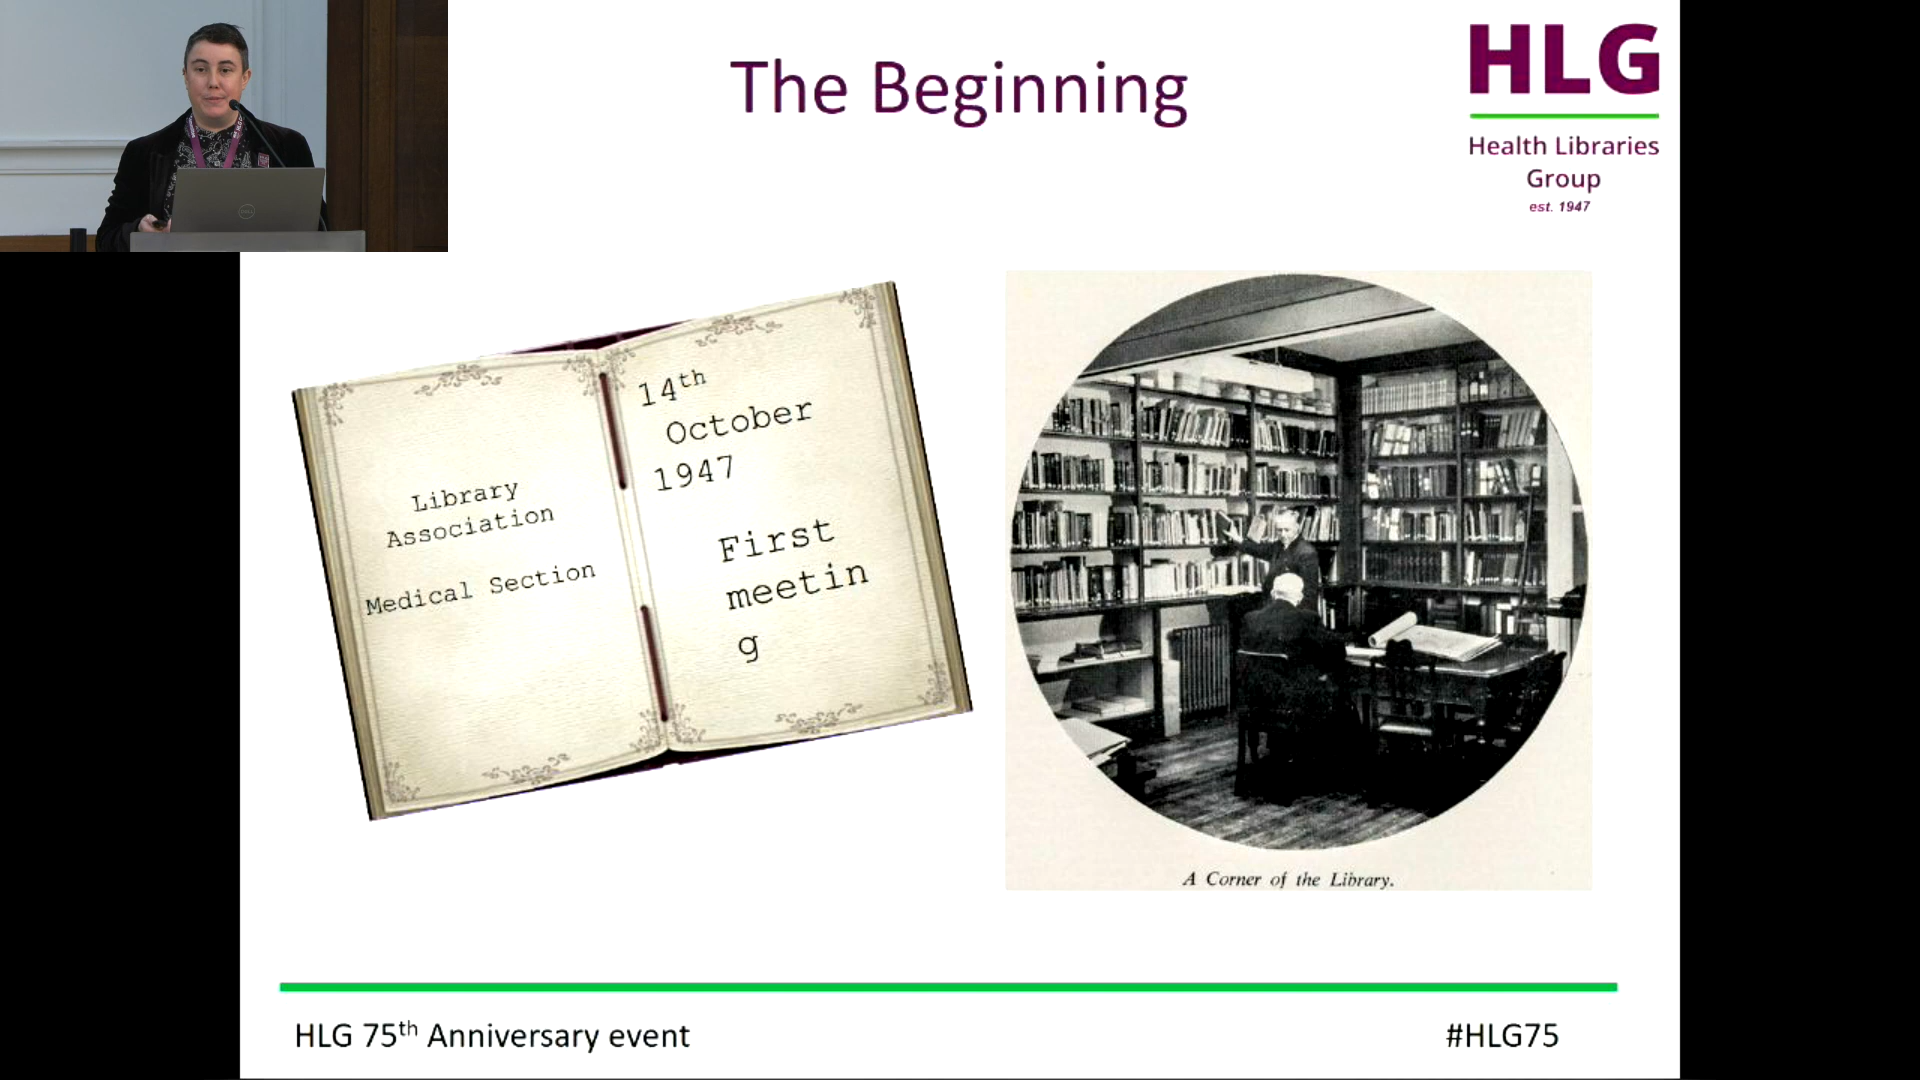 The Beginning
HLG
Health Libraries
Group
est. 1947
Library
Association
Medical Section
14th
October
1947
First
meetin
g
A Corner of the Library.
HLG 75th Anniversary event
#HLG75